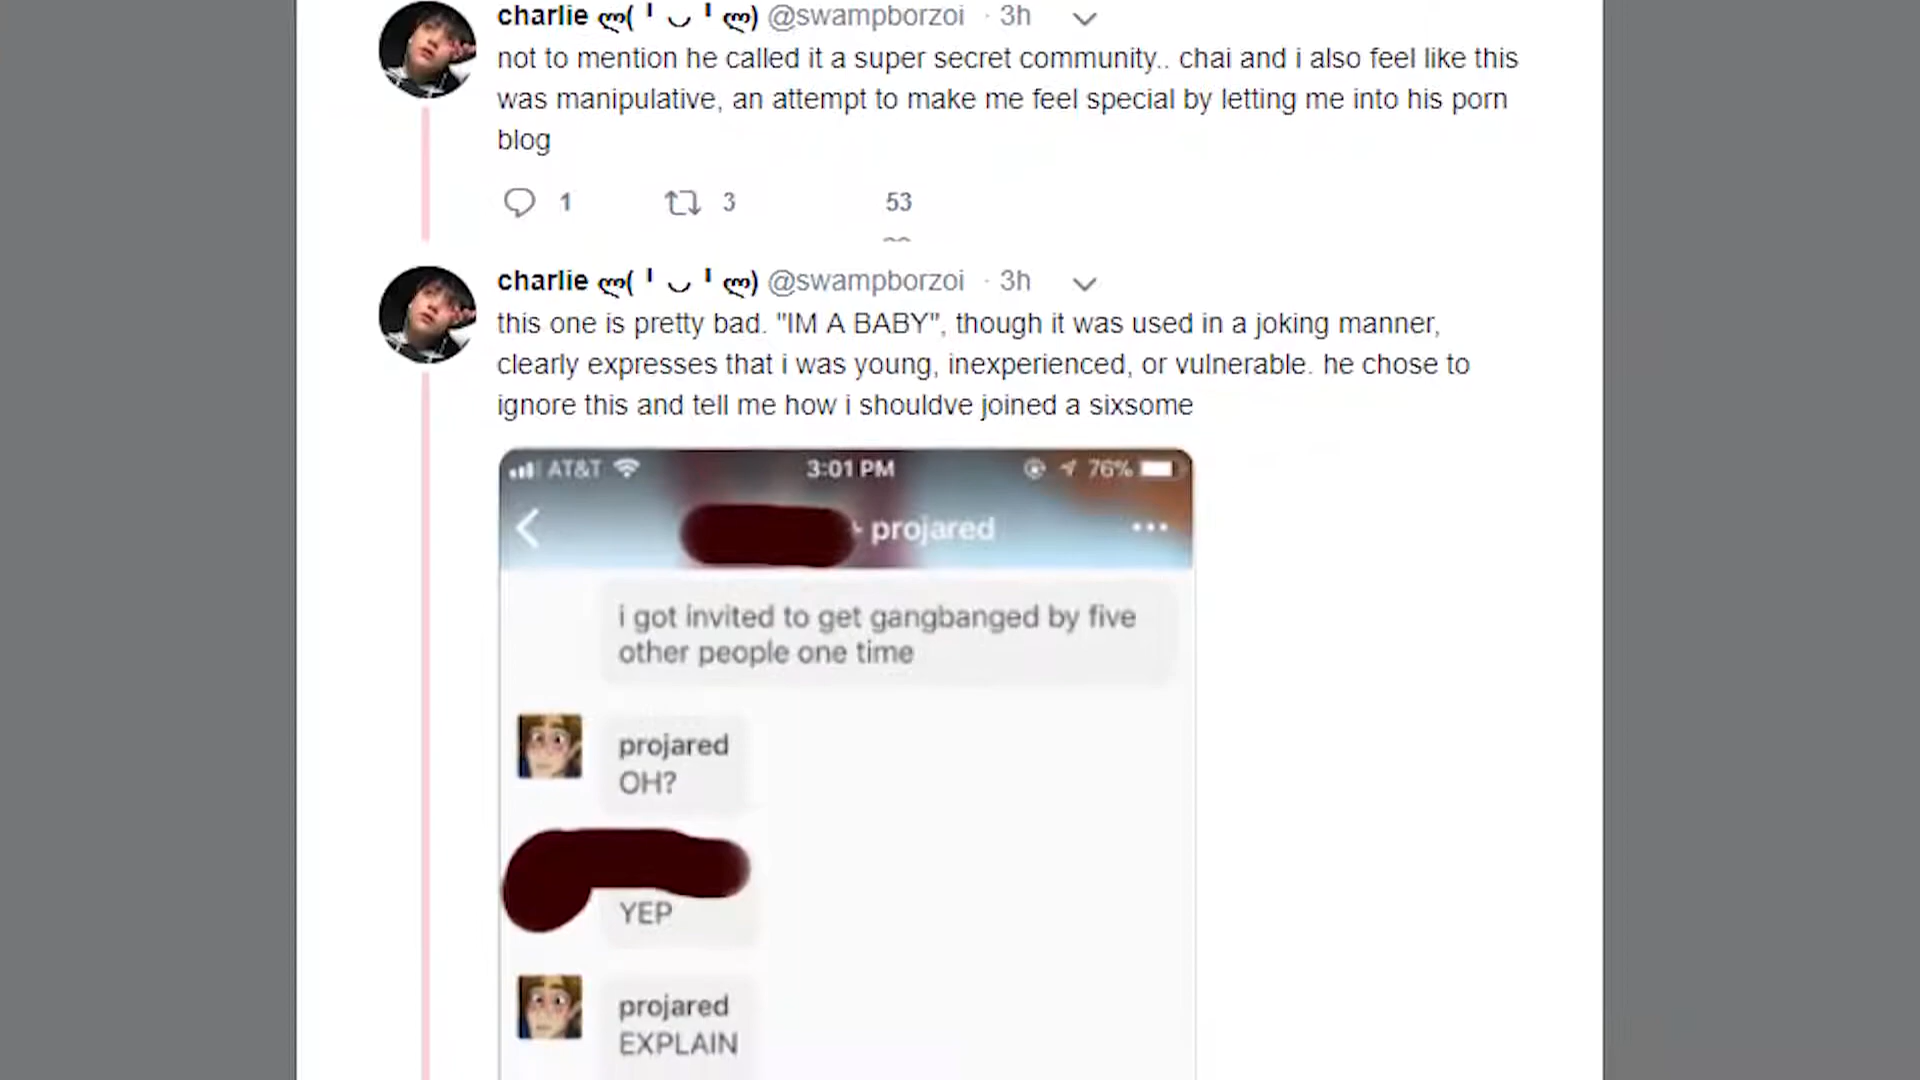 charlie ლ( ╹ ◡ ╹ ლ) @swampborzoi · 3h
not to mention he called it a super secret community.. chai and i also feel like this
was manipulative, an attempt to make me feel special by letting me into his porn
blog
1 3 53
charlie ლ( ╹ ◡ ╹ ლ) @swampborzoi · 3h
this one is pretty bad. "IM A BABY", though it was used in a joking manner,
clearly expresses that i was young, inexperienced, or vulnerable. he chose to
ignore this and tell me how i shouldve joined a sixsome
AT&T 3:01 PM 76%
projared
i got invited to get gangbanged by five
other people one time
projared
OH?
YEP
projared
EXPLAIN